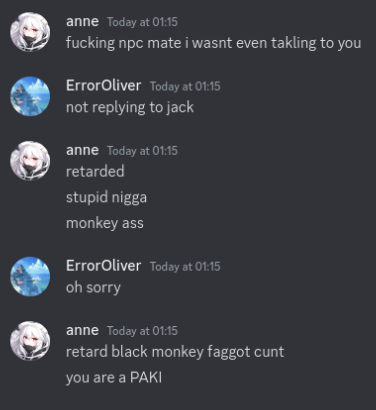 anne Today at 01:15
fucking npc mate i wasnt even takling to you
ErrorOliver Today at 01:15
not replying to jack
anne Today at 01:15
retarded
stupid nigga
monkey ass
ErrorOliver Today at 01:15
oh sorry
anne Today at 01:15
retard black monkey faggot cunt
you are a PAKI